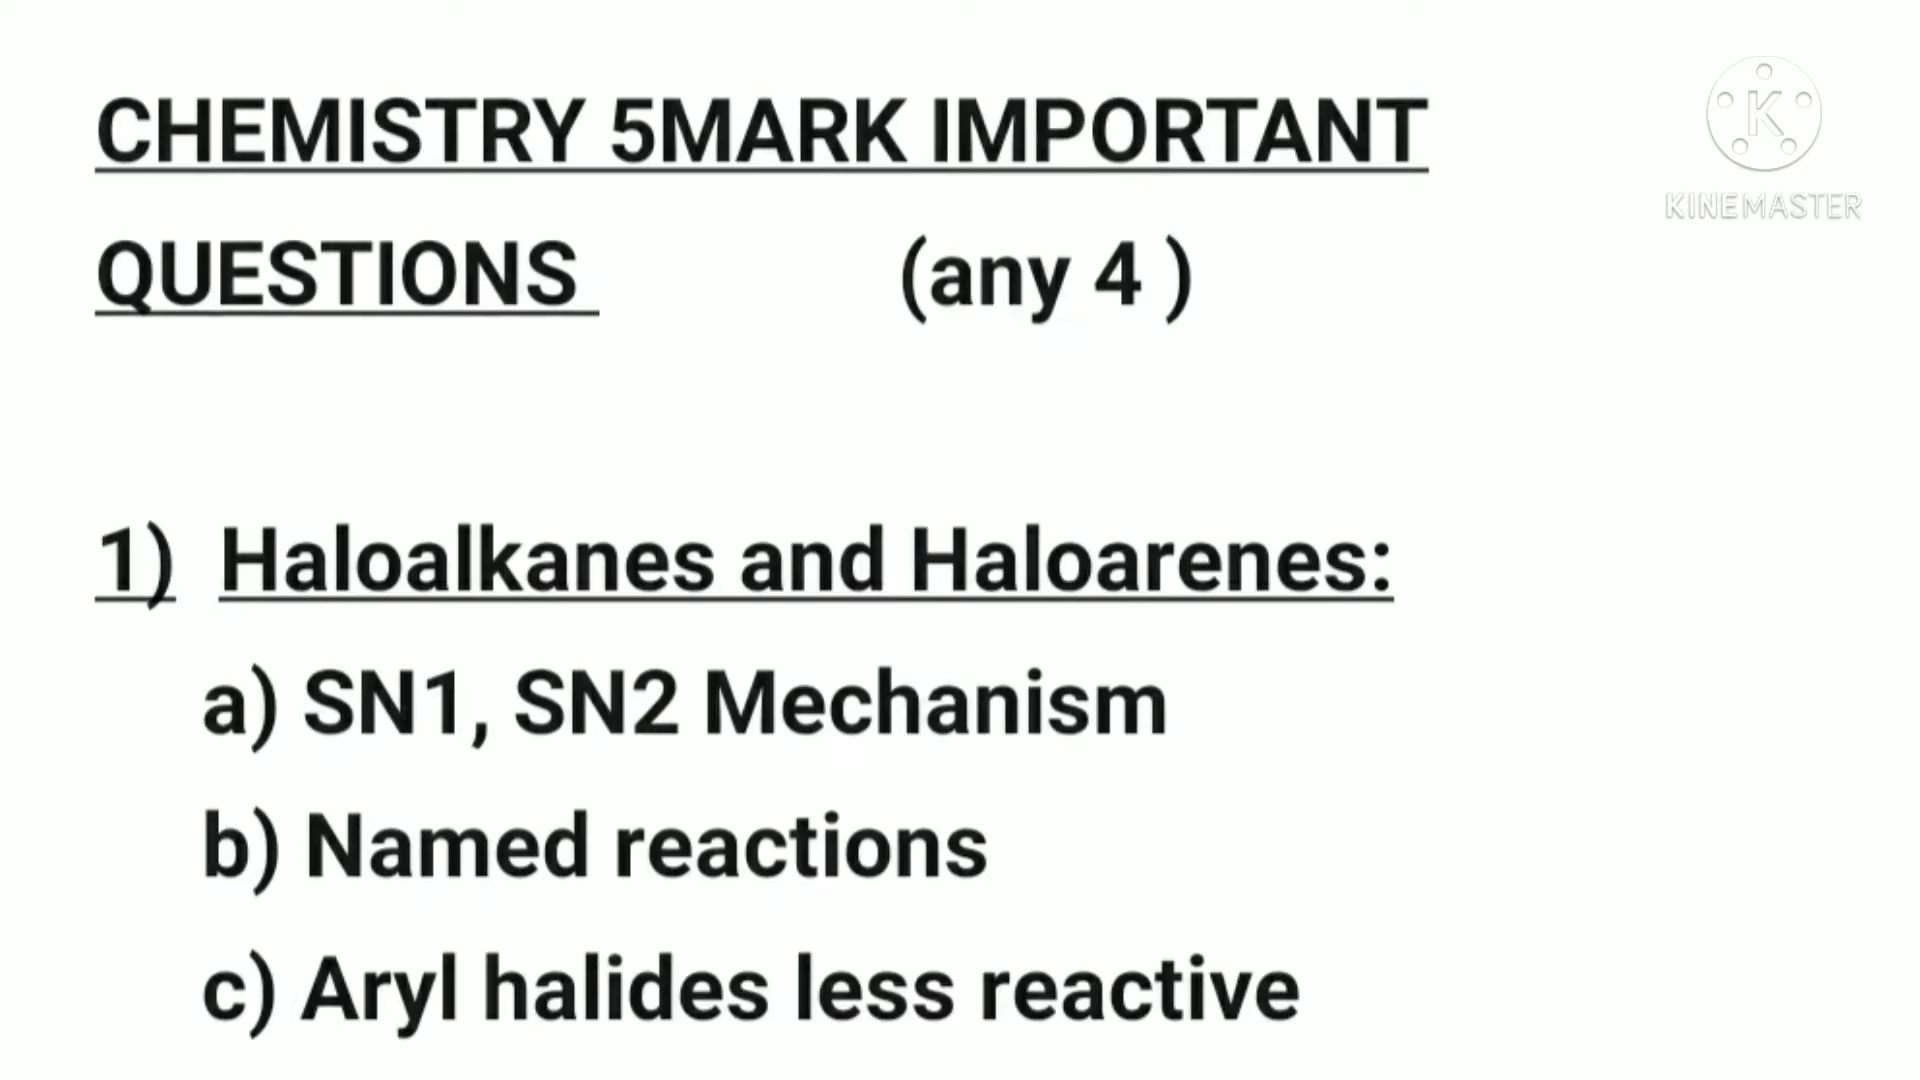 CHEMISTRY 5MARK IMPORTANT
QUESTIONS (any 4 )
K
KINEMASTER
1) Haloalkanes and Haloarenes:
a) SN1, SN2 Mechanism
b) Named reactions
c) Aryl halides less reactive